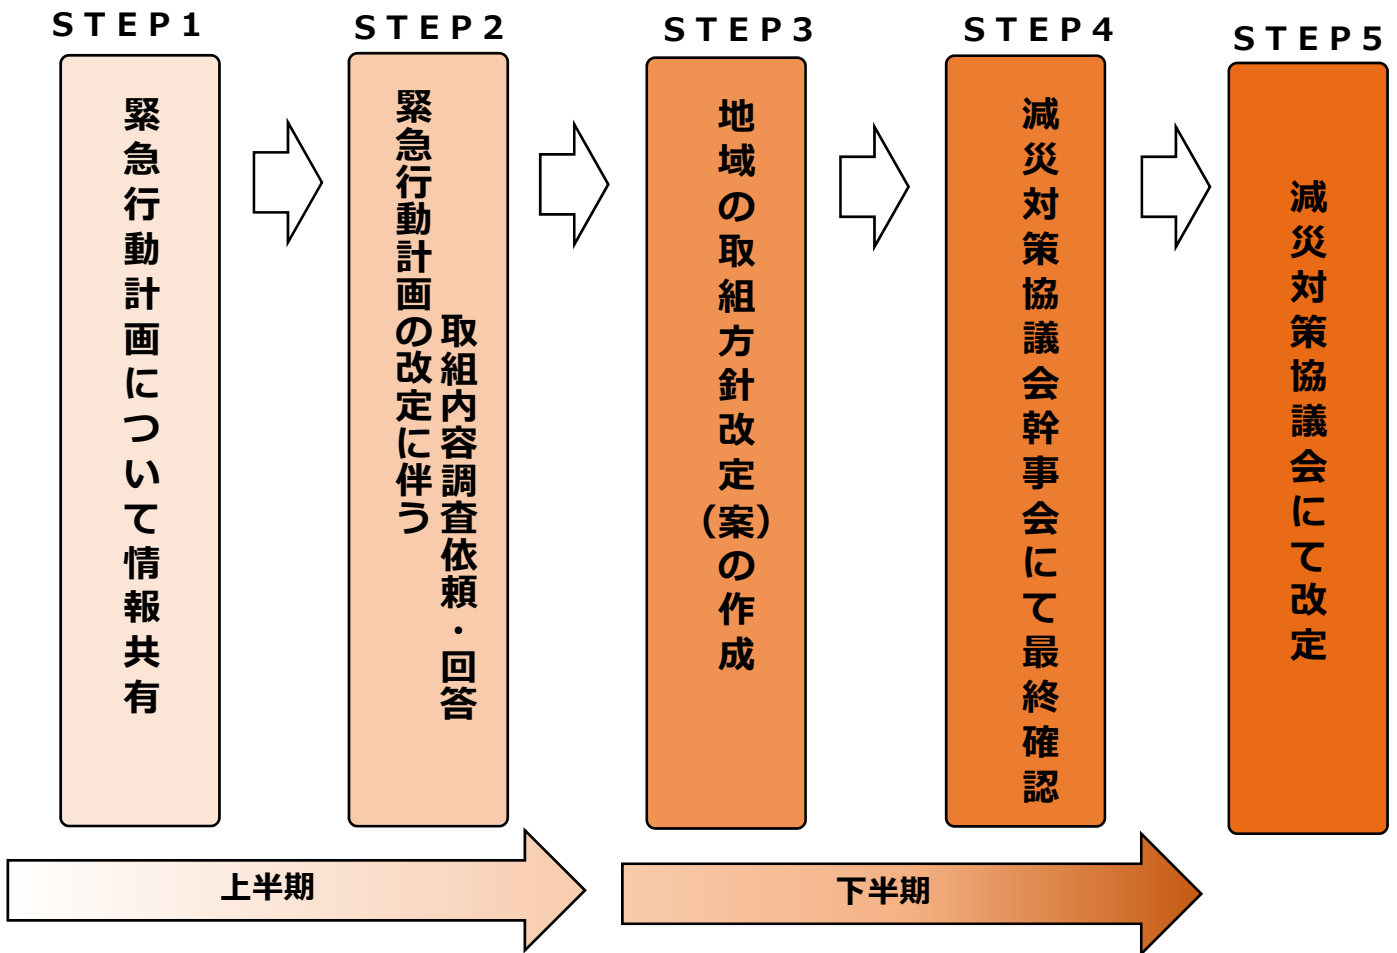 STEP1
緊急行動計画について情報共有
STEP2
緊急行動計画の改定に伴う
取組内容調査依頼・回答
STEP3
地域の取組方針改定（案）の作成
STEP4
減災対策協議会幹事会にて最終確認
STEP5
減災対策協議会にて改定
上半期
下半期